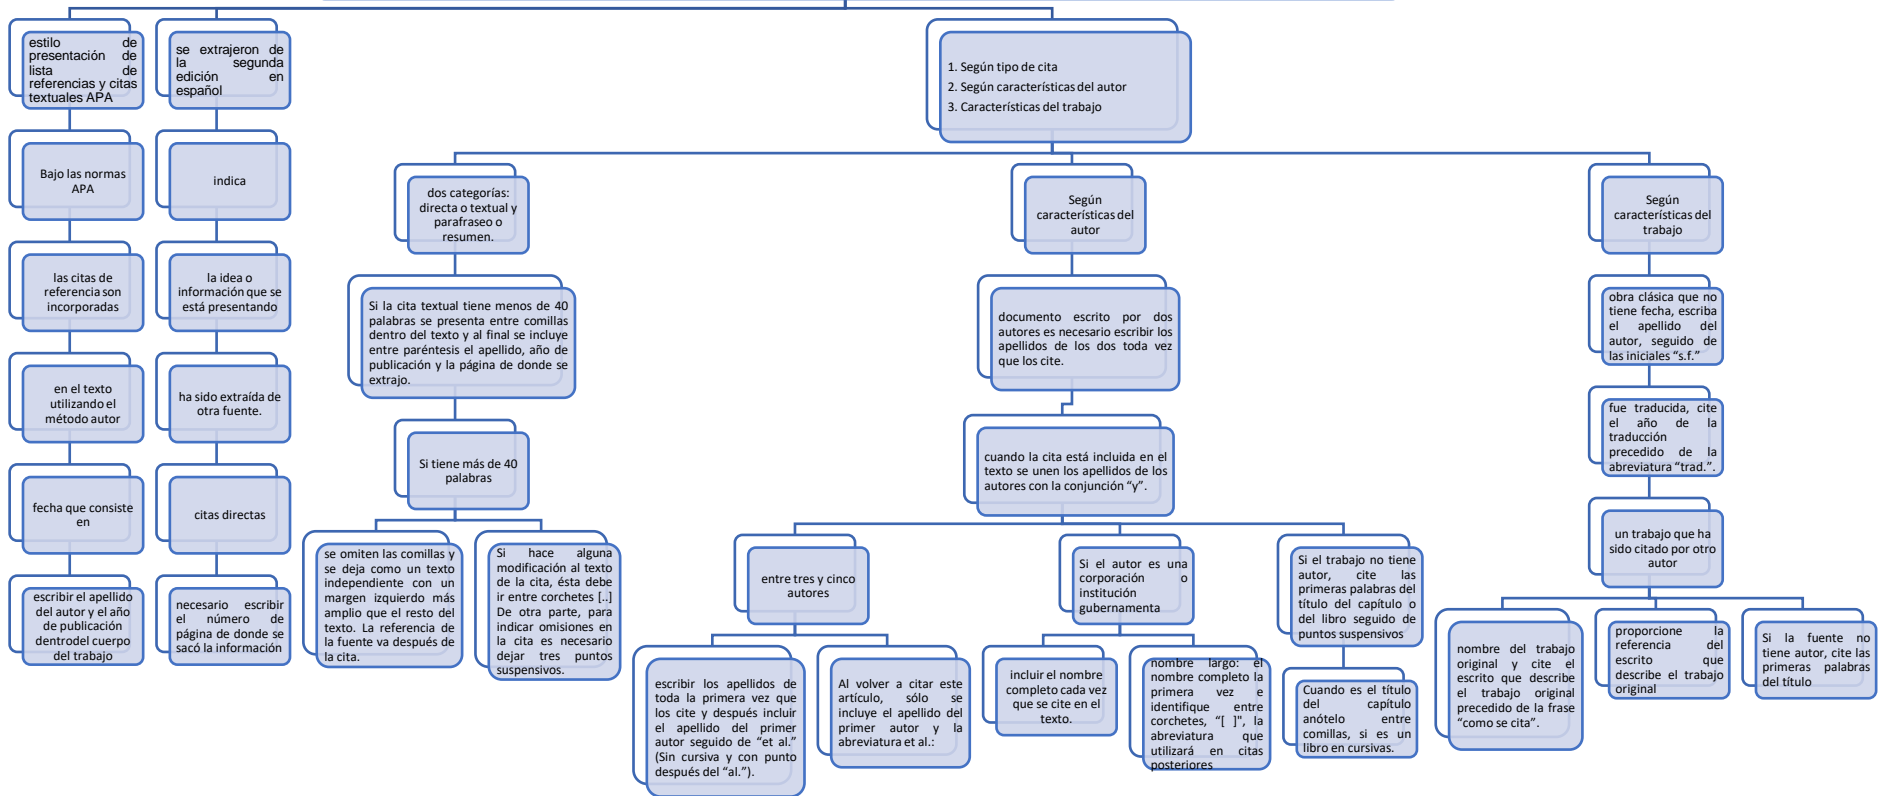 estilo de
presentación de
lista de
referencias y citas
textuales APA
Bajo las normas
APA
las citas de
referencia son
incorporadas
en el texto
utilizando el
método autor
fecha que consiste
en
escribir el apellido
del autor y el año
de publicación
dentrodel cuerpo
del trabajo
se extrajeron de
la segunda
edición en
español
indica
la idea o
información que se
está presentando
ha sido extraída de
otra fuente.
citas directas
necesario escribir
el número de
página de donde se
sacó la información
1. Según tipo de cita
2. Según características del autor
3. Características del trabajo
dos categorías:
directa o textual y
parafraseo o
resumen.
Si la cita textual tiene menos de 40
palabras se presenta entre comillas
dentro del texto y al final se incluye
entre paréntesis el apellido, año de
publicación y la página de donde se
extrajo.
Si tiene más de 40
palabras
se omiten las comillas y
se deja como un texto
independiente con un
margen izquierdo más
amplio que el resto del
texto. La referencia de
la fuente va después de
la cita.
Si hace alguna
modificación al texto
de la cita, ésta debe
ir entre corchetes [..]
De otra parte, para
indicar omisiones en
la cita es necesario
dejar tres puntos
suspensivos.
Según
características del
autor
documento escrito por dos
autores es necesario escribir los
apellidos de los dos toda vez
que los cite.
cuando la cita está incluida en el
texto se unen los apellidos de los
autores con la conjunción “y”.
entre tres y cinco
autores
escribir los apellidos de
toda la primera vez que
los cite y después incluir
el apellido del primer
autor seguido de “et al.”
(Sin cursiva y con punto
después del “al.”).
Al volver a citar este
artículo, sólo se
incluye el apellido del
primer autor y la
abreviatura et al.:
Si el autor es una
corporación o
institución
gubernamenta
incluir el nombre
completo cada vez
que se cite en el
texto.
nombre largo: el
nombre completo la
primera vez e
identifique entre
corchetes, “[ ]", la
abreviatura que
utilizará en citas
posteriores
Si el trabajo no tiene
autor, cite las
primeras palabras del
título del capítulo o
del libro seguido de
puntos suspensivos
Cuando es el título
del capítulo
anótelo entre
comillas, si es un
libro en cursivas.
Según
características del
trabajo
obra clásica que no
tiene fecha, escriba
el apellido del
autor, seguido de
las iniciales “s.f.”
fue traducida, cite
el año de la
traducción
precedido de la
abreviatura “trad.”.
un trabajo que ha
sido citado por otro
autor
nombre del trabajo
original y cite el
escrito que describe
el trabajo original
precedido de la frase
“como se cita”.
proporcione la
referencia del
escrito que
describe el trabajo
original
Si la fuente no
tiene autor, cite las
primeras palabras
del título